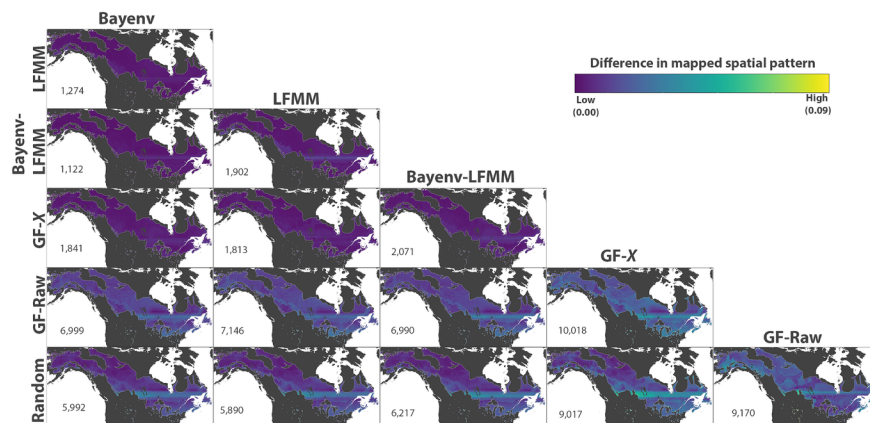 Bayenv
LFMM
1,274
Difference in mapped spatial pattern
Low
(0.00)
High
(0.09)
LFMM
Bayenv-
LFMM
1,122
1,902
Bayenv-LFMM
GF-X
1,841
1,813
2,071
GF-X
GF-Raw
6,999
7,146
6,990
10,018
GF-Raw
Random
5,992
5,890
6,217
9,017
9,170